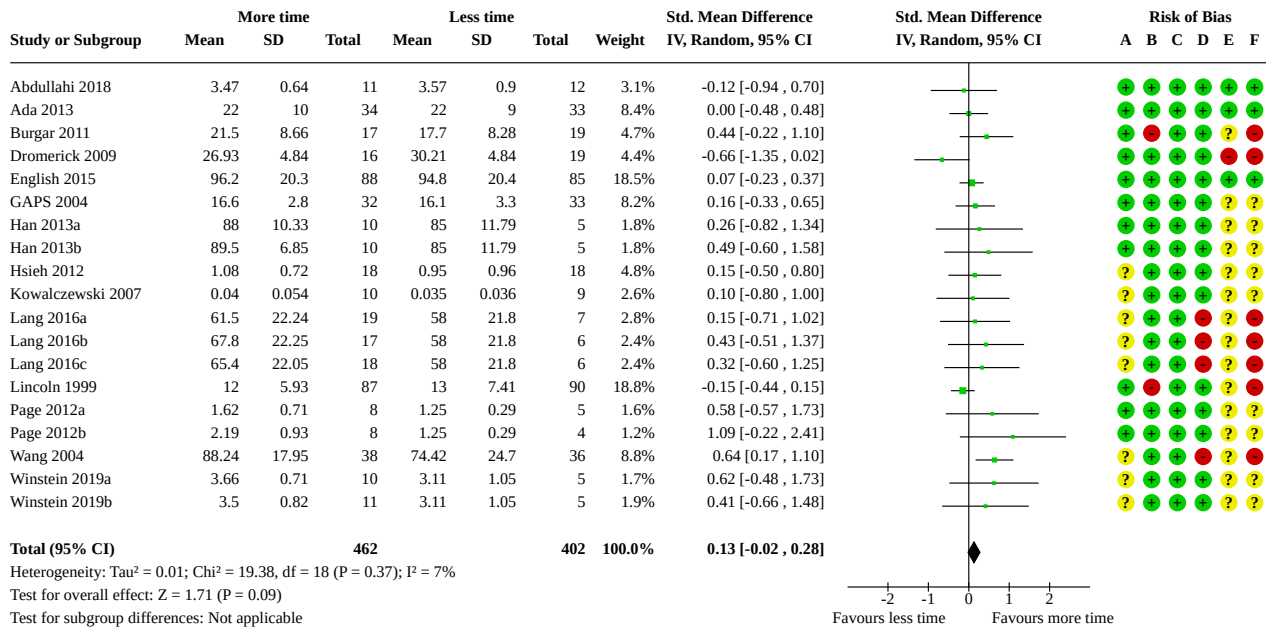 More time Less time Std. Mean Difference Std. Mean Difference Risk of Bias
Study or Subgroup Mean SD Total Mean SD Total Weight IV, Random, 95% CI IV, Random, 95% CI A B C D E F
Abdullahi 2018 3.47 0.64 11 3.57 0.9 12 3.1% -0.12 [-0.94 , 0.70] + + + + + +
Ada 2013 22 10 34 22 9 33 8.4% 0.00 [-0.48 , 0.48] + + + + + +
Burgar 2011 21.5 8.66 17 17.7 8.28 19 4.7% 0.44 [-0.22 , 1.10] + - + + ? -
Dromerick 2009 26.93 4.84 16 30.21 4.84 19 4.4% -0.66 [-1.35 , 0.02] + + + + - -
English 2015 96.2 20.3 88 94.8 20.4 85 18.5% 0.07 [-0.23 , 0.37] + + + + + +
GAPS 2004 16.6 2.8 32 16.1 3.3 33 8.2% 0.16 [-0.33 , 0.65] + + + + ? ?
Han 2013a 88 10.33 10 85 11.79 5 1.8% 0.26 [-0.82 , 1.34] + + + + ? ?
Han 2013b 89.5 6.85 10 85 11.79 5 1.8% 0.49 [-0.60 , 1.58] + + + + ? ?
Hsieh 2012 1.08 0.72 18 0.95 0.96 18 4.8% 0.15 [-0.50 , 0.80] ? + + + ? ?
Kowalczewski 2007 0.04 0.054 10 0.035 0.036 9 2.6% 0.10 [-0.80 , 1.00] ? + + + ? ?
Lang 2016a 61.5 22.24 19 58 21.8 7 2.8% 0.15 [-0.71 , 1.02] ? + + - ? -
Lang 2016b 67.8 22.25 17 58 21.8 6 2.4% 0.43 [-0.51 , 1.37] ? + + - ? -
Lang 2016c 65.4 22.05 18 58 21.8 6 2.4% 0.32 [-0.60 , 1.25] ? + + - ? -
Lincoln 1999 12 5.93 87 13 7.41 90 18.8% -0.15 [-0.44 , 0.15] + - + + ? -
Page 2012a 1.62 0.71 8 1.25 0.29 5 1.6% 0.58 [-0.57 , 1.73] + + + + ? ?
Page 2012b 2.19 0.93 8 1.25 0.29 4 1.2% 1.09 [-0.22 , 2.41] + + + + ? ?
Wang 2004 88.24 17.95 38 74.42 24.7 36 8.8% 0.64 [0.17 , 1.10] ? + + - ? -
Winstein 2019a 3.66 0.71 10 3.11 1.05 5 1.7% 0.62 [-0.48 , 1.73] ? + + + ? ?
Winstein 2019b 3.5 0.82 11 3.11 1.05 5 1.9% 0.41 [-0.66 , 1.48] ? + + + ? ?
Total (95% CI) 462 402 100.0% 0.13 [-0.02 , 0.28]
Heterogeneity: Tau² = 0.01; Chi² = 19.38, df = 18 (P = 0.37); I² = 7%
Test for overall effect: Z = 1.71 (P = 0.09) -2 -1 0 1 2
Test for subgroup differences: Not applicable Favours less time Favours more time